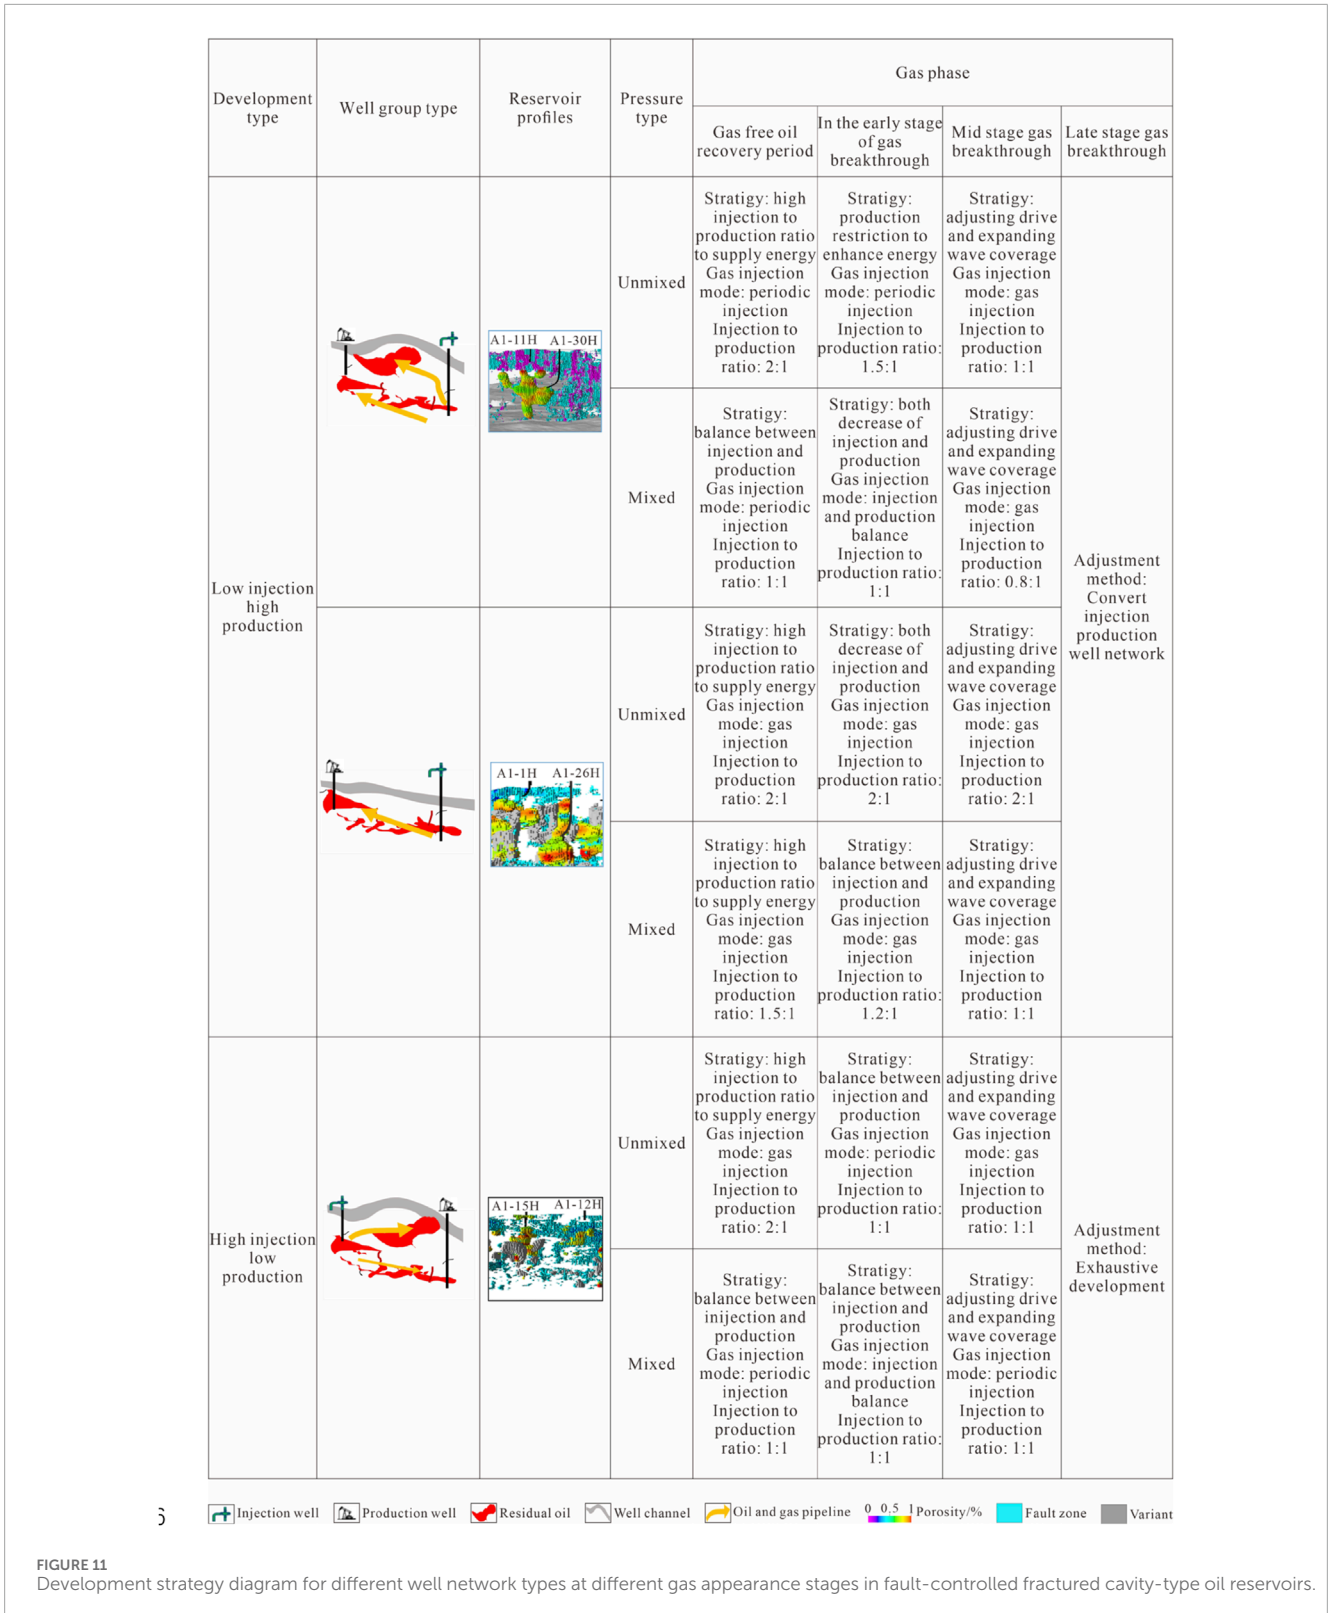 Development
type
Well group type
Reservoir
profiles
Pressure
type
Gas phase
Gas free oil
recovery period
In the early stage
of gas
breakthrough
Mid stage gas
breakthrough
Late stage gas
breakthrough
Low injection
high
production
A1-11H A1-30H
Unmixed
Stratigy: high
injection to
production ratio
to supply energy
Gas injection
mode: periodic
injection
Injection to
production
ratio: 2:1
Stratigy:
production
restriction to
enhance energy
Gas injection
mode: periodic
injection
Injection to
production ratio:
1.5:1
Stratigy:
adjusting drive
and expanding
wave coverage
Gas injection
mode: gas
injection
Injection to
production
ratio: 1:1
Mixed
Stratigy:
balance between
injection and
production
Gas injection
mode: periodic
injection
Injection to
production
ratio: 1:1
Stratigy: both
decrease of
injection and
production
Gas injection
mode: injection
and production
balance
Injection to
production ratio:
1:1
Stratigy:
adjusting drive
and expanding
wave coverage
Gas injection
mode: gas
injection
Injection to
production
ratio: 0.8:1
Adjustment
method:
Convert
injection
production
well network
A1-1H A1-26H
Unmixed
Stratigy: high
injection to
production ratio
to supply energy
Gas injection
mode: gas
injection
Injection to
production
ratio: 2:1
Stratigy: both
decrease of
injection and
production
Gas injection
mode: gas
injection
Injection to
production ratio:
2:1
Stratigy:
adjusting drive
and expanding
wave coverage
Gas injection
mode: gas
injection
Injection to
production
ratio: 2:1
Mixed
Stratigy: high
injection to
production ratio
to supply energy
Gas injection
mode: gas
injection
Injection to
production
ratio: 1.5:1
Stratigy:
balance between
injection and
production
Gas injection
mode: gas
injection
Injection to
production ratio:
1.2:1
Stratigy:
adjusting drive
and expanding
wave coverage
Gas injection
mode: gas
injection
Injection to
production
ratio: 1:1
High injection
low
production
A1-15H A1-12H
Unmixed
Stratigy: high
injection to
production ratio
to supply energy
Gas injection
mode: gas
injection
Injection to
production
ratio: 2:1
Stratigy:
balance between
injection and
production
Gas injection
mode: periodic
injection
Injection to
production ratio:
1:1
Stratigy:
adjusting drive
and expanding
wave coverage
Gas injection
mode: gas
injection
Injection to
production
ratio: 1:1
Mixed
Stratigy:
balance between
inijection and
production
Gas injection
mode: periodic
injection
Injection to
production
ratio: 1:1
Stratigy:
balance between
injection and
production
Gas injection
mode: injection
and production
balance
Injection to
production ratio:
1:1
Stratigy:
adjusting drive
and expanding
wave coverage
Gas injection
mode: periodic
injection
Injection to
production
ratio: 1:1
Adjustment
method:
Exhaustive
development
Injection well Production well Residual oil Well channel Oil and gas pipeline 0 0.5 1 Porosity/% Fault zone Variant
FIGURE 11
Development strategy diagram for different well network types at different gas appearance stages in fault-controlled fractured cavity-type oil reservoirs.